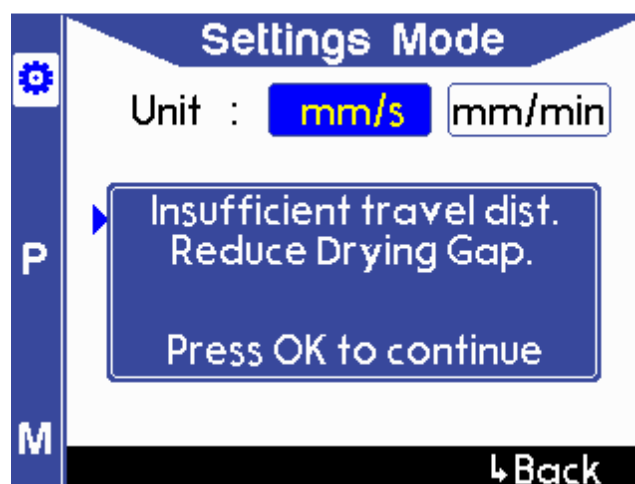 Settings Mode
Unit : mm/s mm/min
Insufficient travel dist.
Reduce Drying Gap.
Press OK to continue
P
M
↳Back